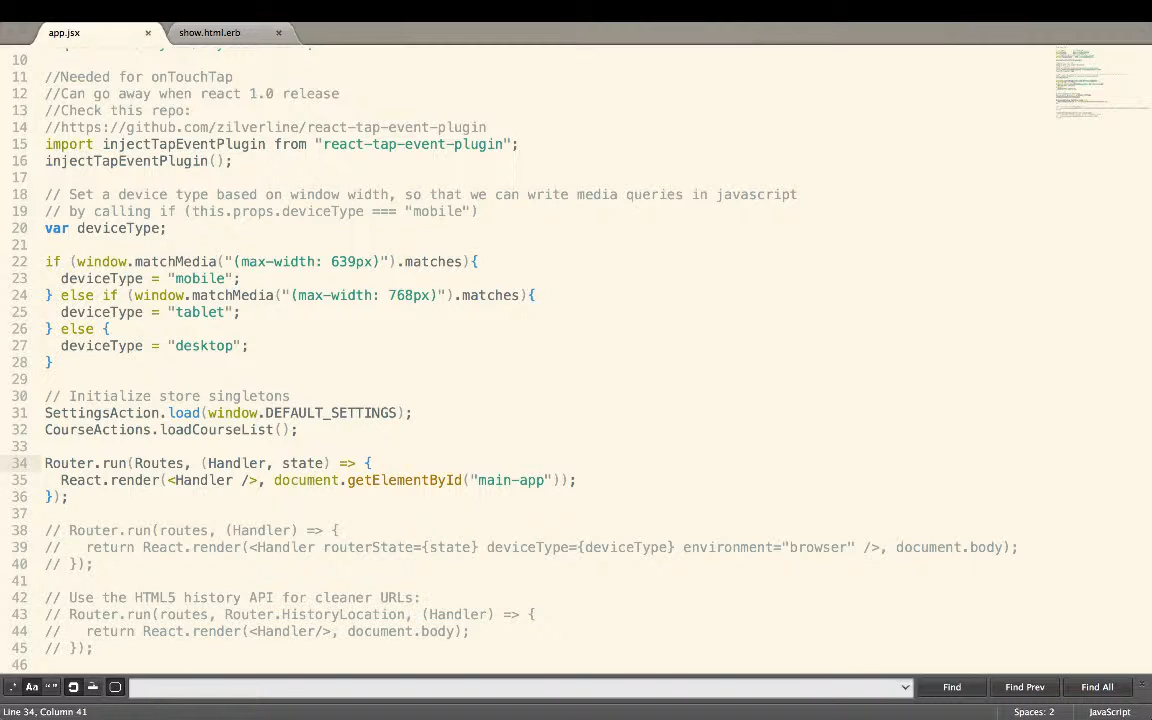 app.jsx × show.html.erb ×
10
11 //Needed for onTouchTap
12 //Can go away when react 1.0 release
13 //Check this repo:
14 //https://github.com/zilverline/react-tap-event-plugin
15 import injectTapEventPlugin from "react-tap-event-plugin";
16 injectTapEventPlugin();
17
18 // Set a device type based on window width, so that we can write media queries in javascript
19 // by calling if (this.props.deviceType === "mobile")
20 var deviceType;
21
22 if (window.matchMedia("(max-width: 639px)").matches){
23   deviceType = "mobile";
24 } else if (window.matchMedia("(max-width: 768px)").matches){
25   deviceType = "tablet";
26 } else {
27   deviceType = "desktop";
28 }
29
30 // Initialize store singletons
31 SettingsAction.load(window.DEFAULT_SETTINGS);
32 CourseActions.loadCourseList();
33
34 Router.run(Routes, (Handler, state) => {
35   React.render(<Handler />, document.getElementById("main-app"));
36 });
37
38 // Router.run(routes, (Handler) => {
39 //   return React.render(<Handler routerState={state} deviceType={deviceType} environment="browser" />, document.body);
40 // });
41
42 // Use the HTML5 history API for cleaner URLs:
43 // Router.run(routes, Router.HistoryLocation, (Handler) => {
44 //   return React.render(<Handler/>, document.body);
45 // });
46
.* Aa “” Find Find Prev Find All
Line 34, Column 41 Spaces: 2 JavaScript